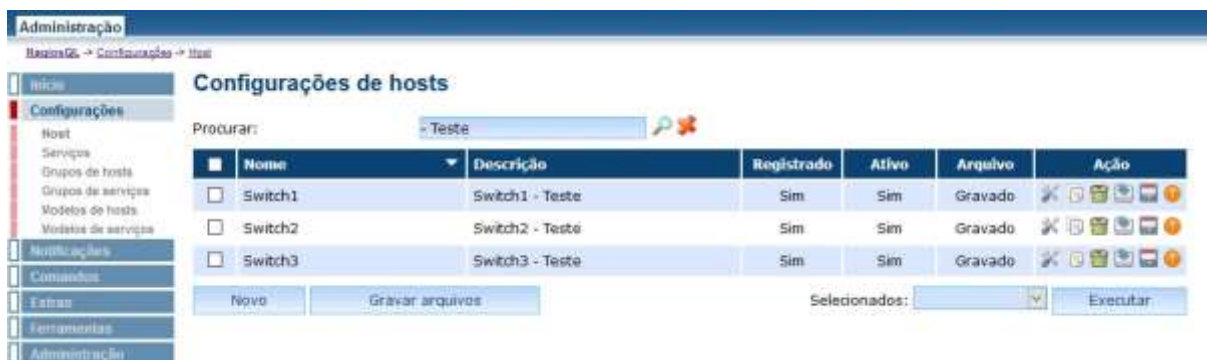 Administração
NagiosQL -> Configurações -> Host
Início
Configurações
Host
Serviços
Grupos de hosts
Grupos de serviços
Modelos de hosts
Modelos de serviços
Notificações
Comandos
Extras
Ferramentas
Administração
Configurações de hosts
Procurar: - Teste
Nome Descrição Registrado Ativo Arquivo Ação
Switch1 Switch1 - Teste Sim Sim Gravado
Switch2 Switch2 - Teste Sim Sim Gravado
Switch3 Switch3 - Teste Sim Sim Gravado
Novo Gravar arquivos Selecionados: Executar